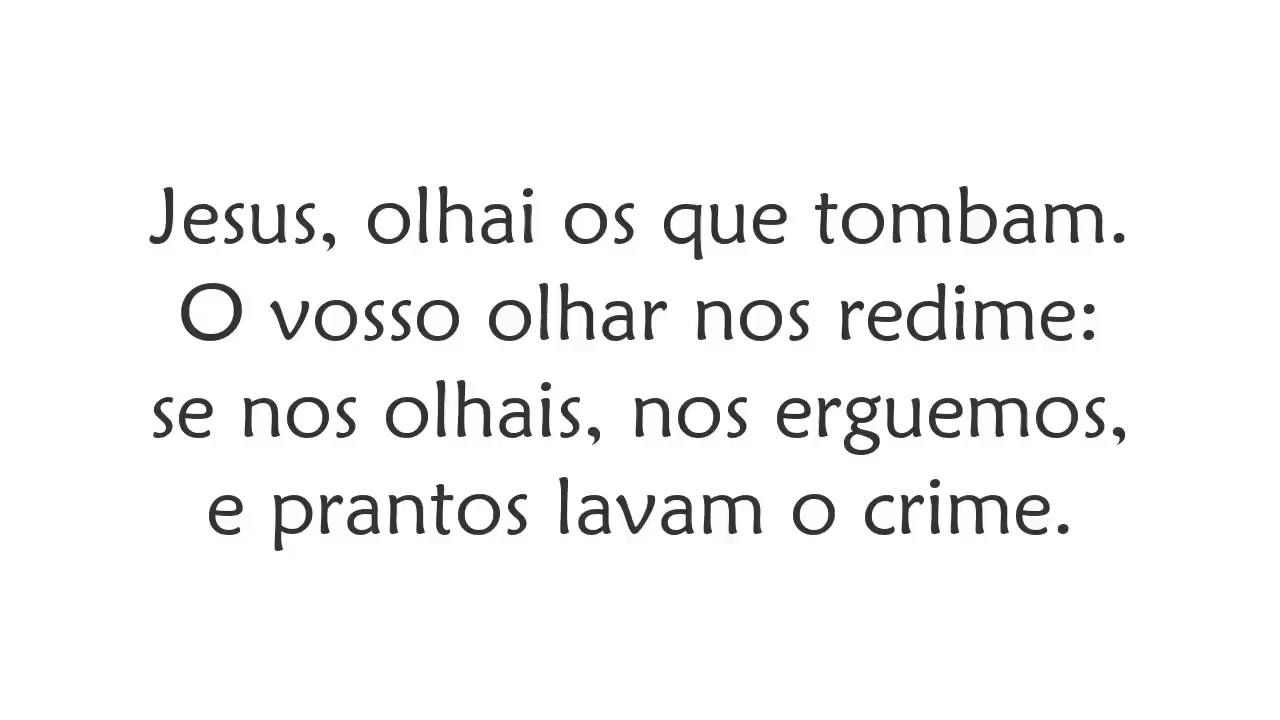 Jesus, olhai os que tombam.
O vosso olhar nos redime:
se nos olhais, nos erguemos,
e prantos lavam o crime.